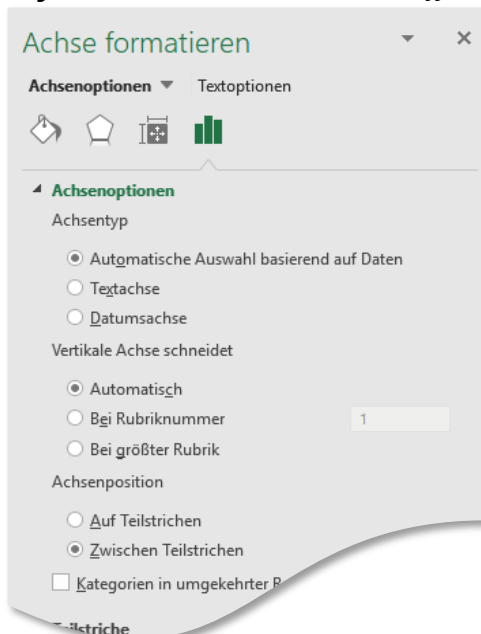 Achse formatieren
Achsenoptionen Textoptionen
Achsenoptionen
Achsentyp
Automatische Auswahl basierend auf Daten
Textachse
Datumsachse
Vertikale Achse schneidet
Automatisch
Bei Rubriknummer 1
Bei größter Rubrik
Achsenposition
Auf Teilstrichen
Zwischen Teilstrichen
Kategorien in umgekehrter
Teilstriche